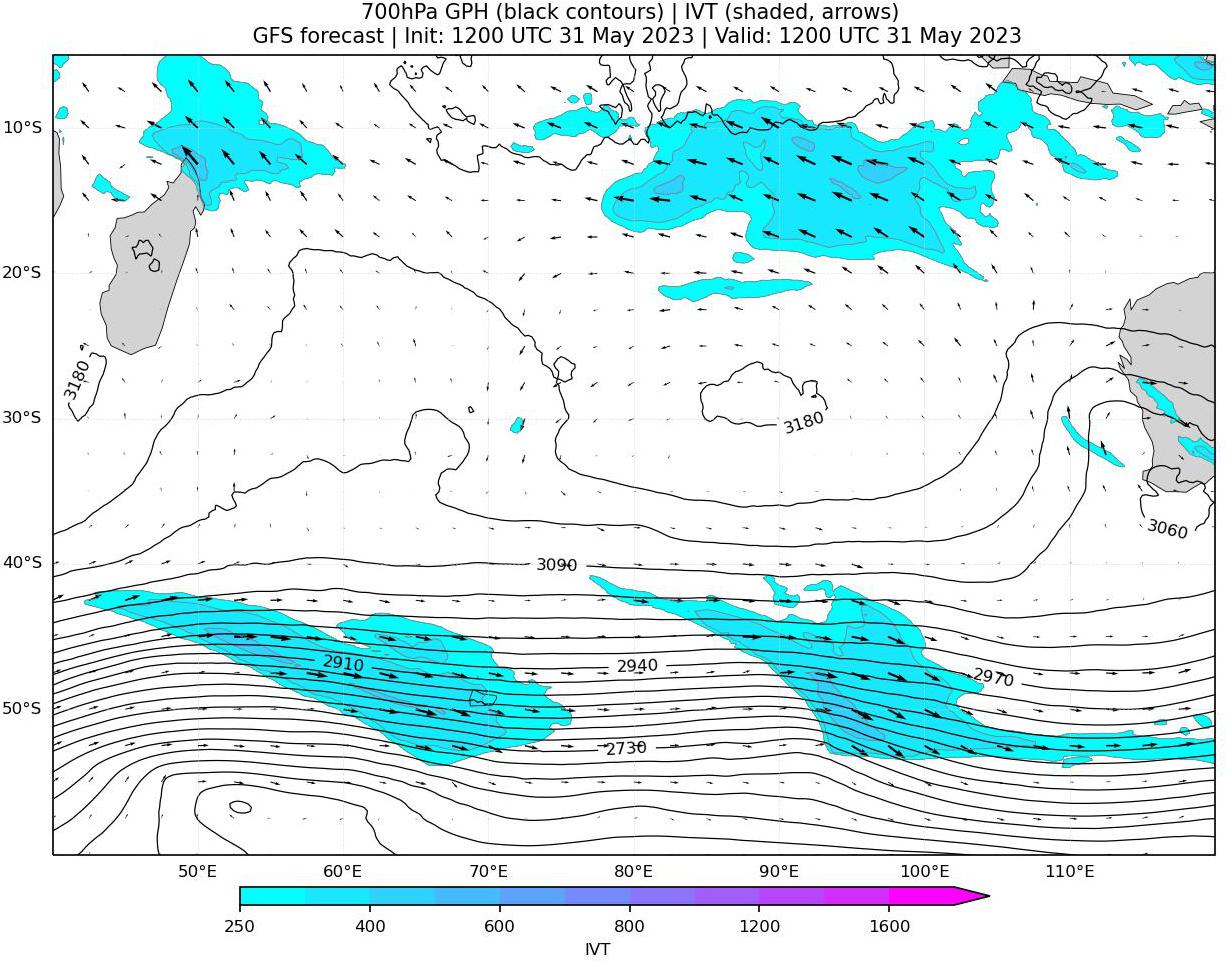 700hPa GPH (black contours) | IVT (shaded, arrows)
GFS forecast | Init: 1200 UTC 31 May 2023 | Valid: 1200 UTC 31 May 2023
10°S
20°S
3180
30°S
3180
3060
40°S
3090
2910
2940
2970
50°S
2730
50°E
60°E
70°E
80°E
90°E
100°E
110°E
250
400
600
800
1200
1600
IVT